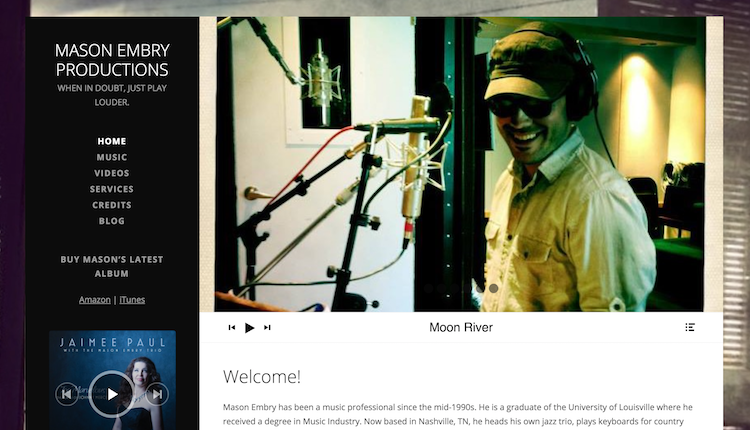 MASON EMBRY
PRODUCTIONS
WHEN IN DOUBT, JUST PLAY
LOUDER.
HOME
MUSIC
VIDEOS
SERVICES
CREDITS
BLOG
BUY MASON'S LATEST
ALBUM
Amazon | iTunes
JAIMEE PAUL
WITH THE MASON EMBRY TRIO
Moon River
Welcome!
Mason Embry has been a music professional since the mid-1990s. He is a graduate of the University of Louisville where he
received a degree in Music Industry. Now based in Nashville, TN, he heads his own jazz trio, plays keyboards for country